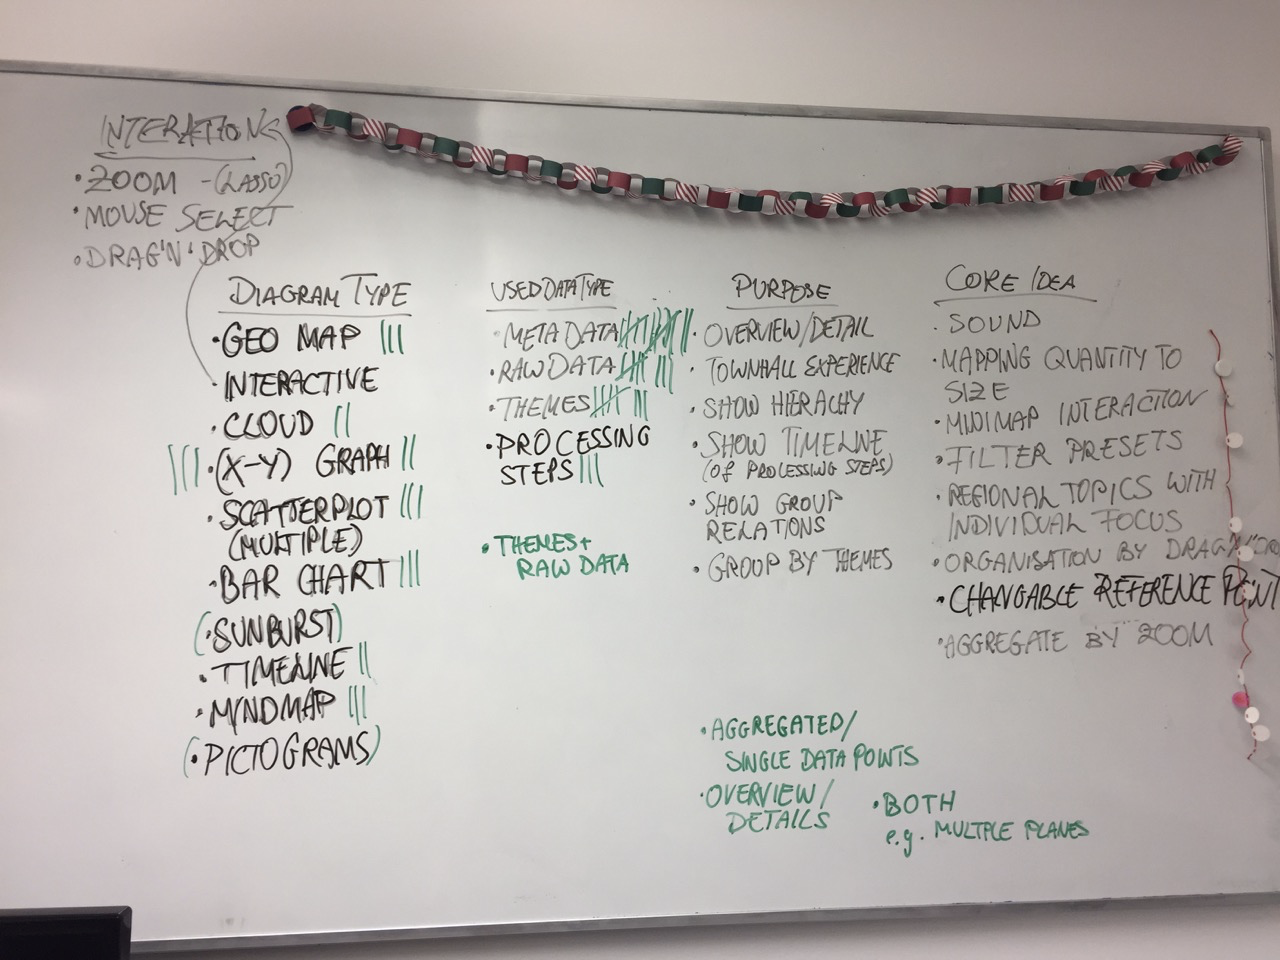 INTERATIONS
• ZOOM - (LASSO)
• MOUSE SELECT
• DRAG'N'DROP
DIAGRAM TYPE
• GEO MAP |||
• INTERACTIVE
• CLOUD ||
||| • (X-Y) GRAPH ||
• SCATTERPLOT |||
(MULTIPLE)
• BAR CHART |||
(• SUNBURST)
• TIMELINE ||
• MINDMAP |||
(• PICTOGRAMS)
USED DATA TYPE
• META DATA
• RAW DATA
• THEMES
• PROCESSING
STEPS |||
• THEMES+
RAW DATA
PURPOSE
• OVERVIEW/DETAIL
• TOWNHALL EXPERIENCE
• SHOW HIERACHY
• SHOW TIMELINE
(OF PROCESSING STEPS)
• SHOW GROUP
RELATIONS
• GROUP BY THEMES
• AGGREGATED/
SINGLE DATA POINTS
• OVERVIEW/
DETAILS
• BOTH
e.g. MULTIPLE PLANES
CORE IDEA
• SOUND
• MAPPING QUANTITY TO
SIZE
• MINIMAP INTERACTION
• FILTER PRESETS
• REGIONAL TOPICS WITH
INDIVIDUAL FOCUS
• ORGANISATION BY
• CHANGABLE REFERENCE POINT
• AGGREGATE BY ZOOM